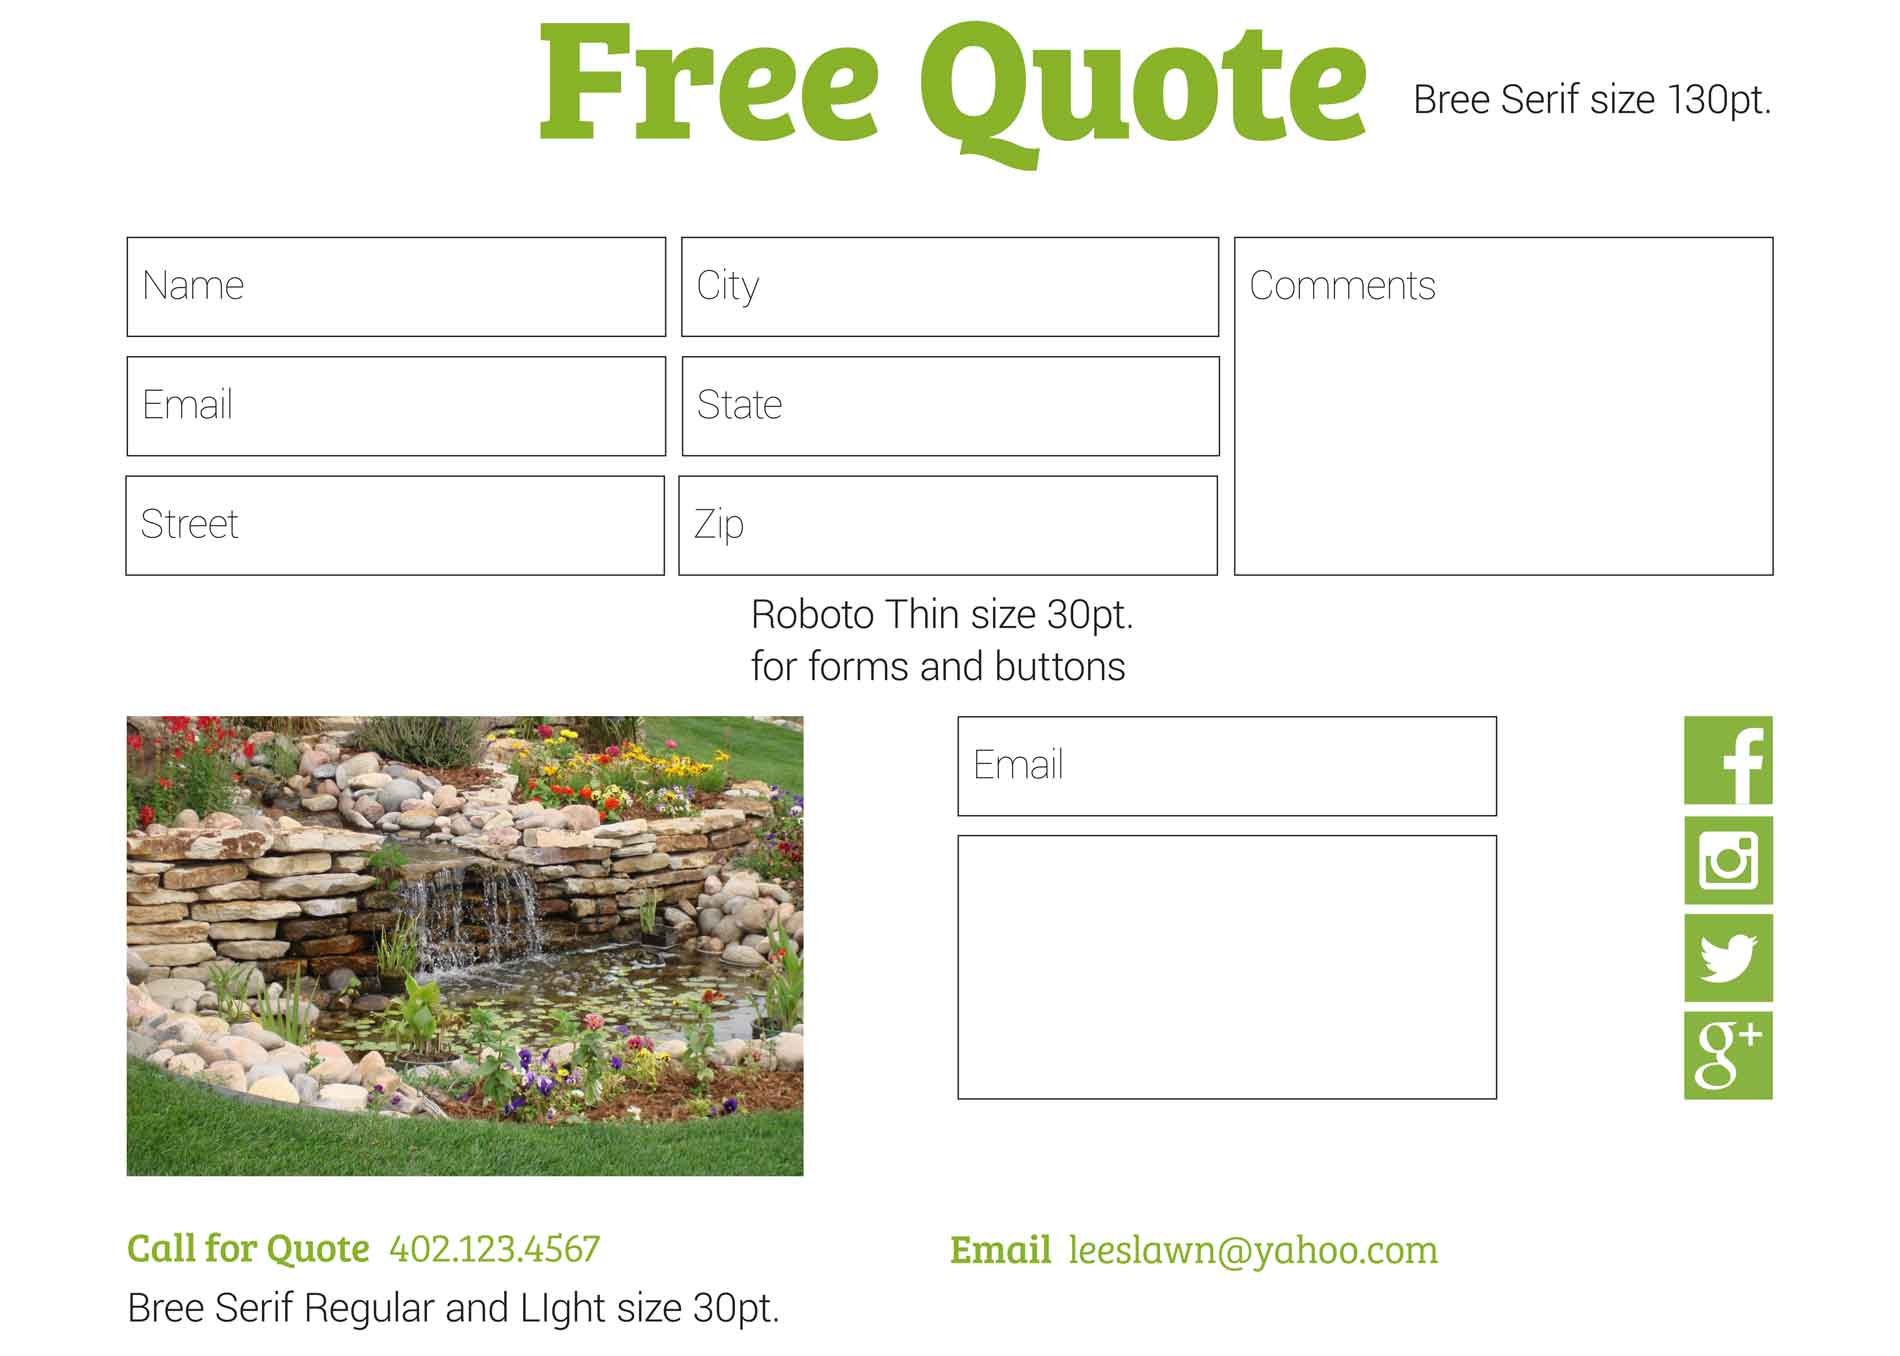 Free Quote
Bree Serif size 130pt.
Name
City
Comments
Email
State
Street
Zip
Roboto Thin size 30pt.
for forms and buttons
Email
f
g+
Call for Quote 402.123.4567
Email leeslawn@yahoo.com
Bree Serif Regular and LIght size 30pt.